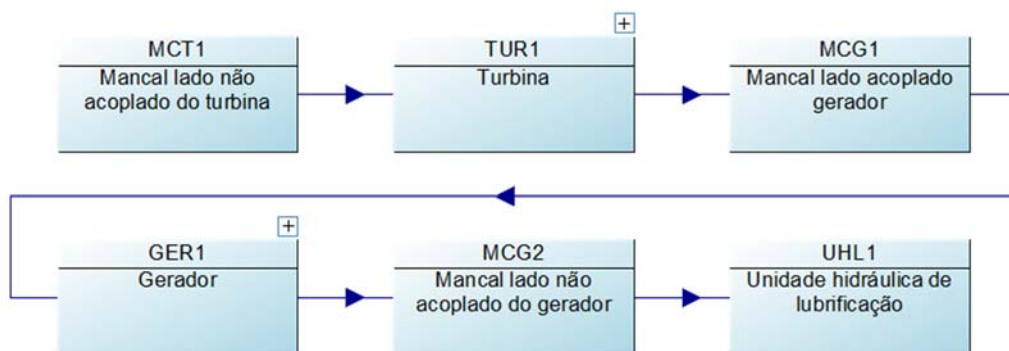 MCT1
Mancal lado não
acoplado do turbina
TUR1
Turbina
MCG1
Mancal lado acoplado
gerador
GER1
Gerador
MCG2
Mancal lado não
acoplado do gerador
UHL1
Unidade hidráulica de
lubrificação